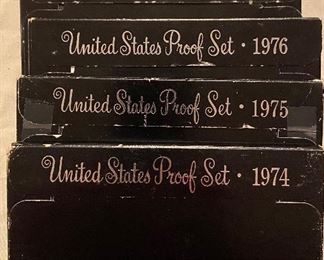 United States Proof Set · 1976
United States Proof Set · 1975
United States Proof Set · 1974